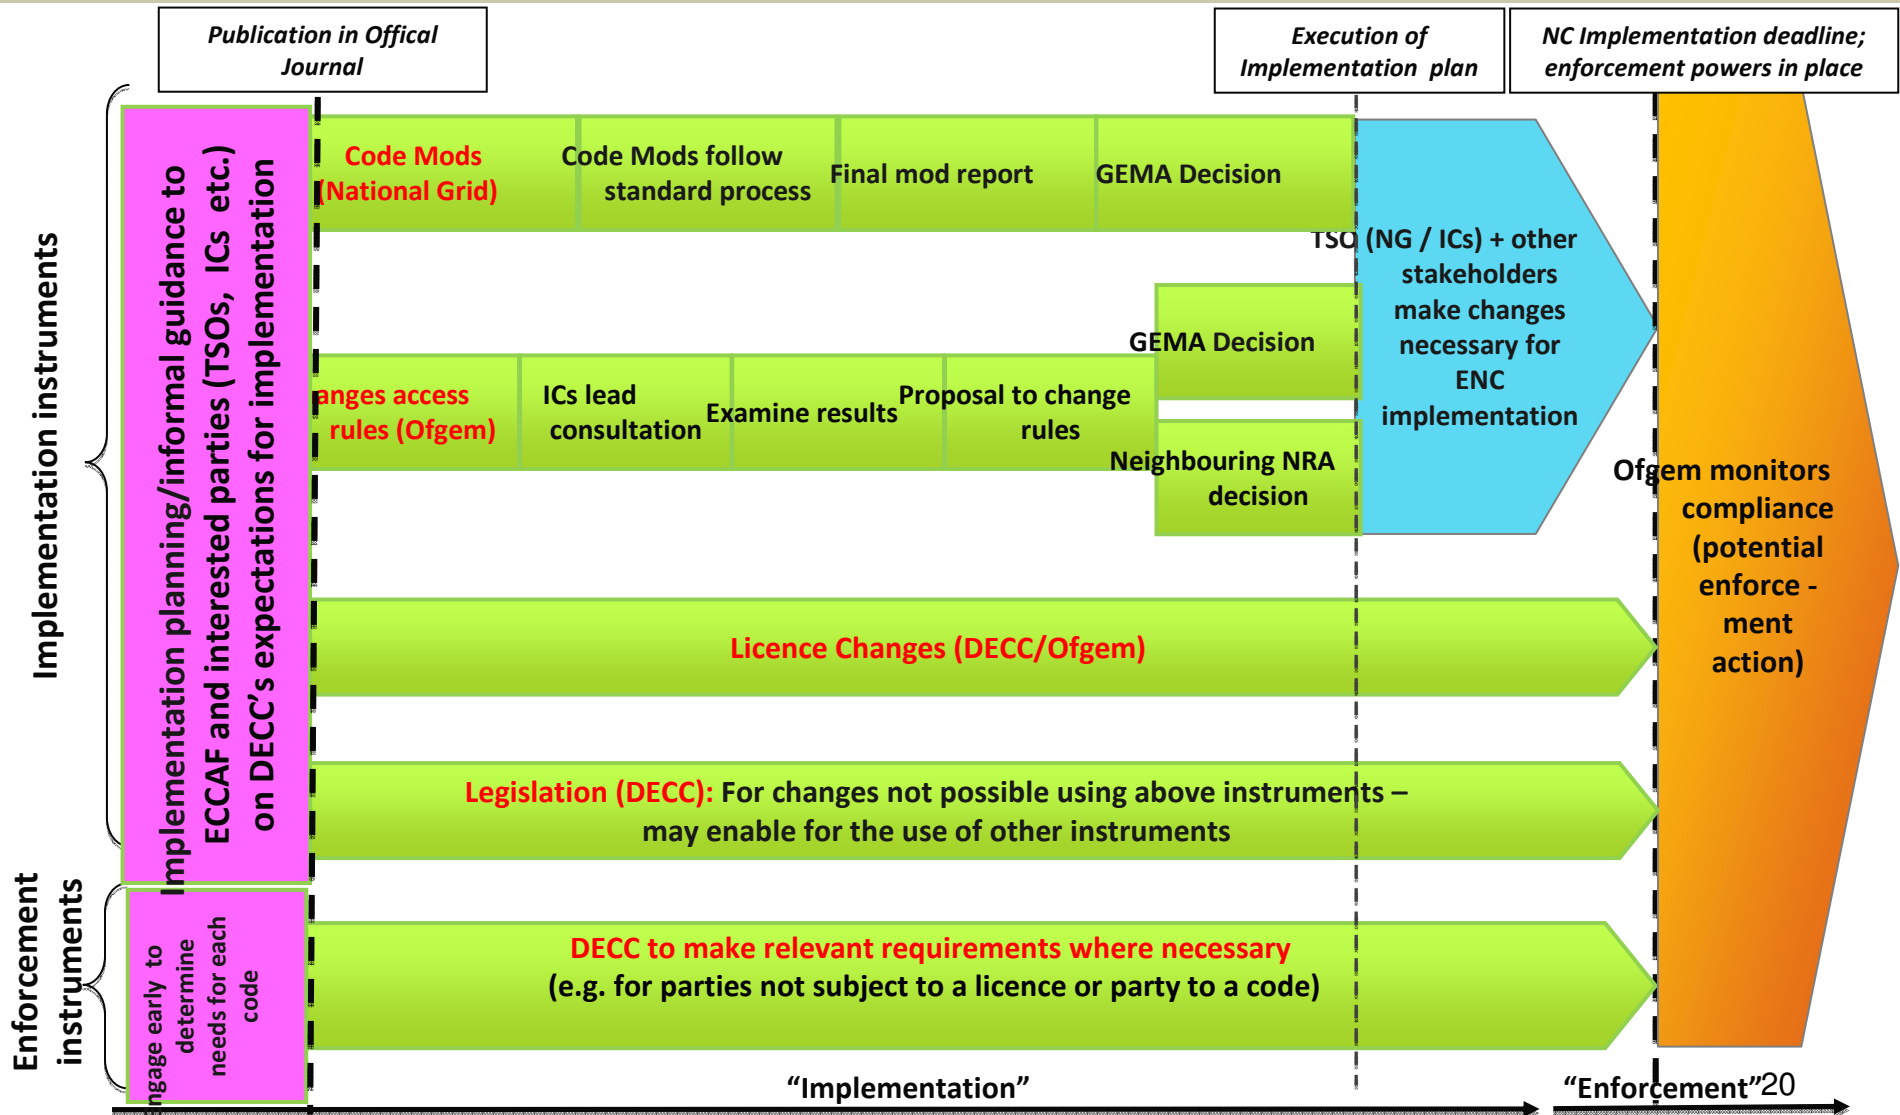 Publication in Offical
Journal
Execution of
Implementation plan
NC Implementation deadline;
enforcement powers in place
Implementation instruments
Implementation planning/informal guidance to
ECCAF and interested parties (TSOs, ICs etc.)
on DECC's expectations for implementation
Code Mods
(National Grid)
Code Mods follow
standard process
Final mod report
GEMA Decision
TSO (NG / ICs) + other
stakeholders
make changes
necessary for
ENC
implementation
anges access
rules (Ofgem)
ICs lead
consultation
Examine results
Proposal to change
rules
GEMA Decision
Neighbouring NRA
decision
Ofgem monitors
compliance
(potential
enforce -
ment
action)
Licence Changes (DECC/Ofgem)
Legislation (DECC): For changes not possible using above instruments –
may enable for the use of other instruments
Enforcement
instruments
ngage early to
determine
needs for each
code
DECC to make relevant requirements where necessary
(e.g. for parties not subject to a licence or party to a code)
“Implementation”
“Enforcement”
20